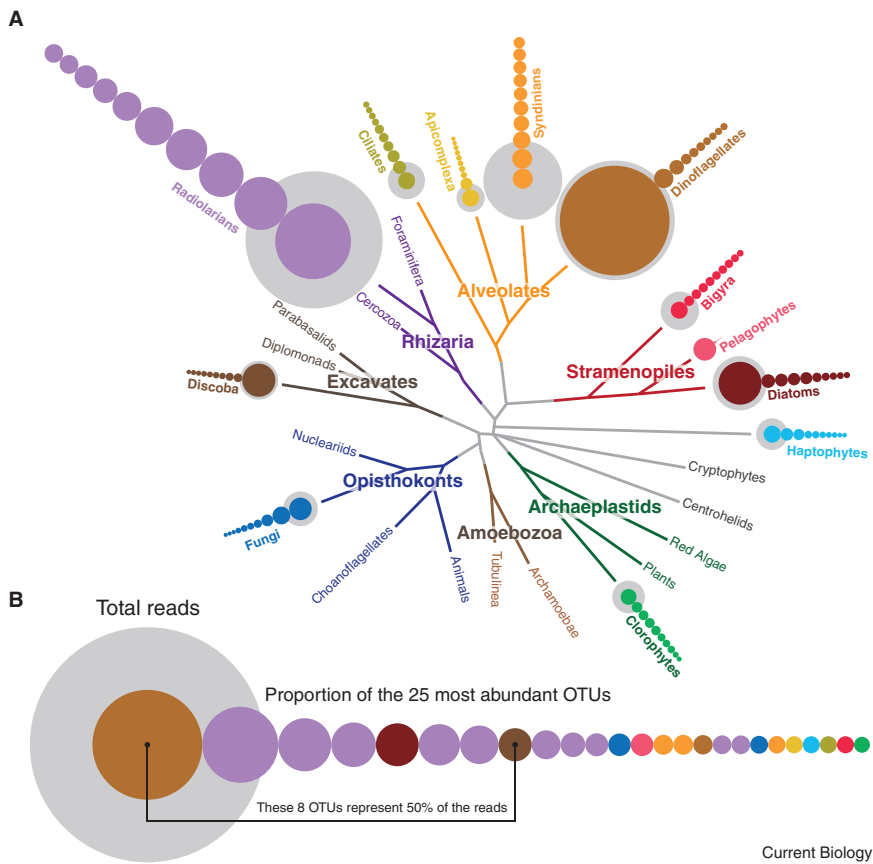 A
Radiolarians
Ciliates
Apicomplexa
Syndinians
Dinoflagellates
Foraminifera
Cercozoa
Alveolates
Rhizaria
Parabasalids
Diplomonads
Discoba
Excavates
Bigyra
Pelagophytes
Stramenopiles
Diatoms
Haptophytes
Cryptophytes
Centrohelids
Nucleariids
Opisthokonts
Fungi
Choanoflagellates
Animals
Amoebozoa
Tubulinea
Archamoebae
Archaeplastids
Red Algae
Plants
Clorophytes
B
Total reads
Proportion of the 25 most abundant OTUs
These 8 OTUs represent 50% of the reads
Current Biology